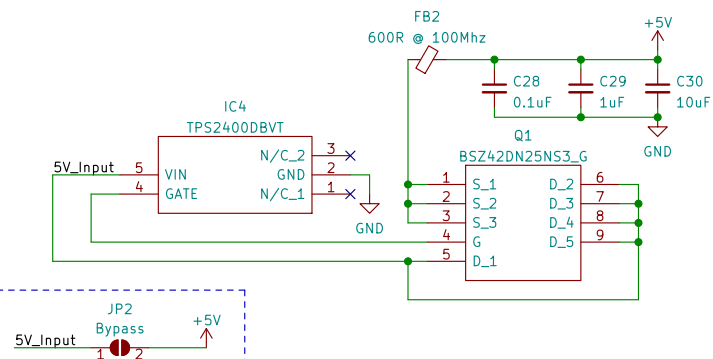 FB2
600R @ 100Mhz
+5V
C28
0.1uF
C29
1uF
C30
10uF
GND
IC4
TPS2400DBVT
5V_Input
5
VIN
4
GATE
N/C_2
3
GND
2
N/C_1
1
GND
Q1
BSZ42DN25NS3_G
1
S_1
2
S_2
3
S_3
4
G
5
D_1
D_2
6
D_3
7
D_4
8
D_5
9
JP2
Bypass
5V_Input
1
2
+5V